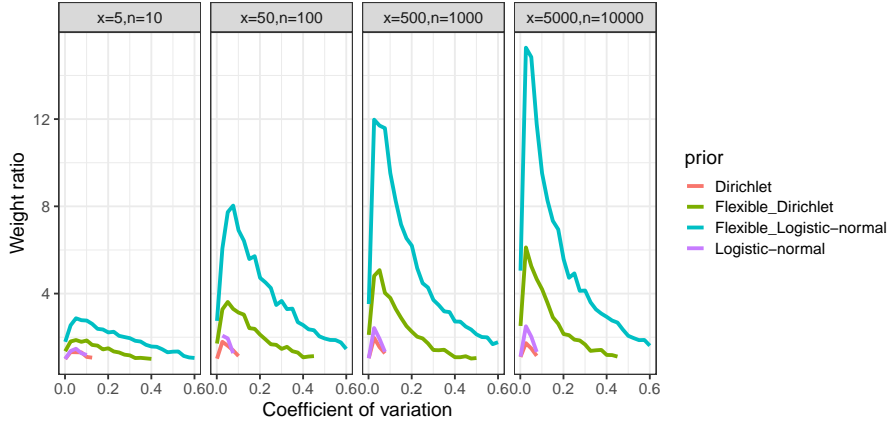 x=5,n=10
x=50,n=100
x=500,n=1000
x=5000,n=10000
12
8
4
Weight ratio
0.0 0.2 0.4 0.6
0.0 0.2 0.4 0.6
0.0 0.2 0.4 0.6
0.0 0.2 0.4 0.6
Coefficient of variation
prior
Dirichlet
Flexible_Dirichlet
Flexible_Logistic−normal
Logistic−normal